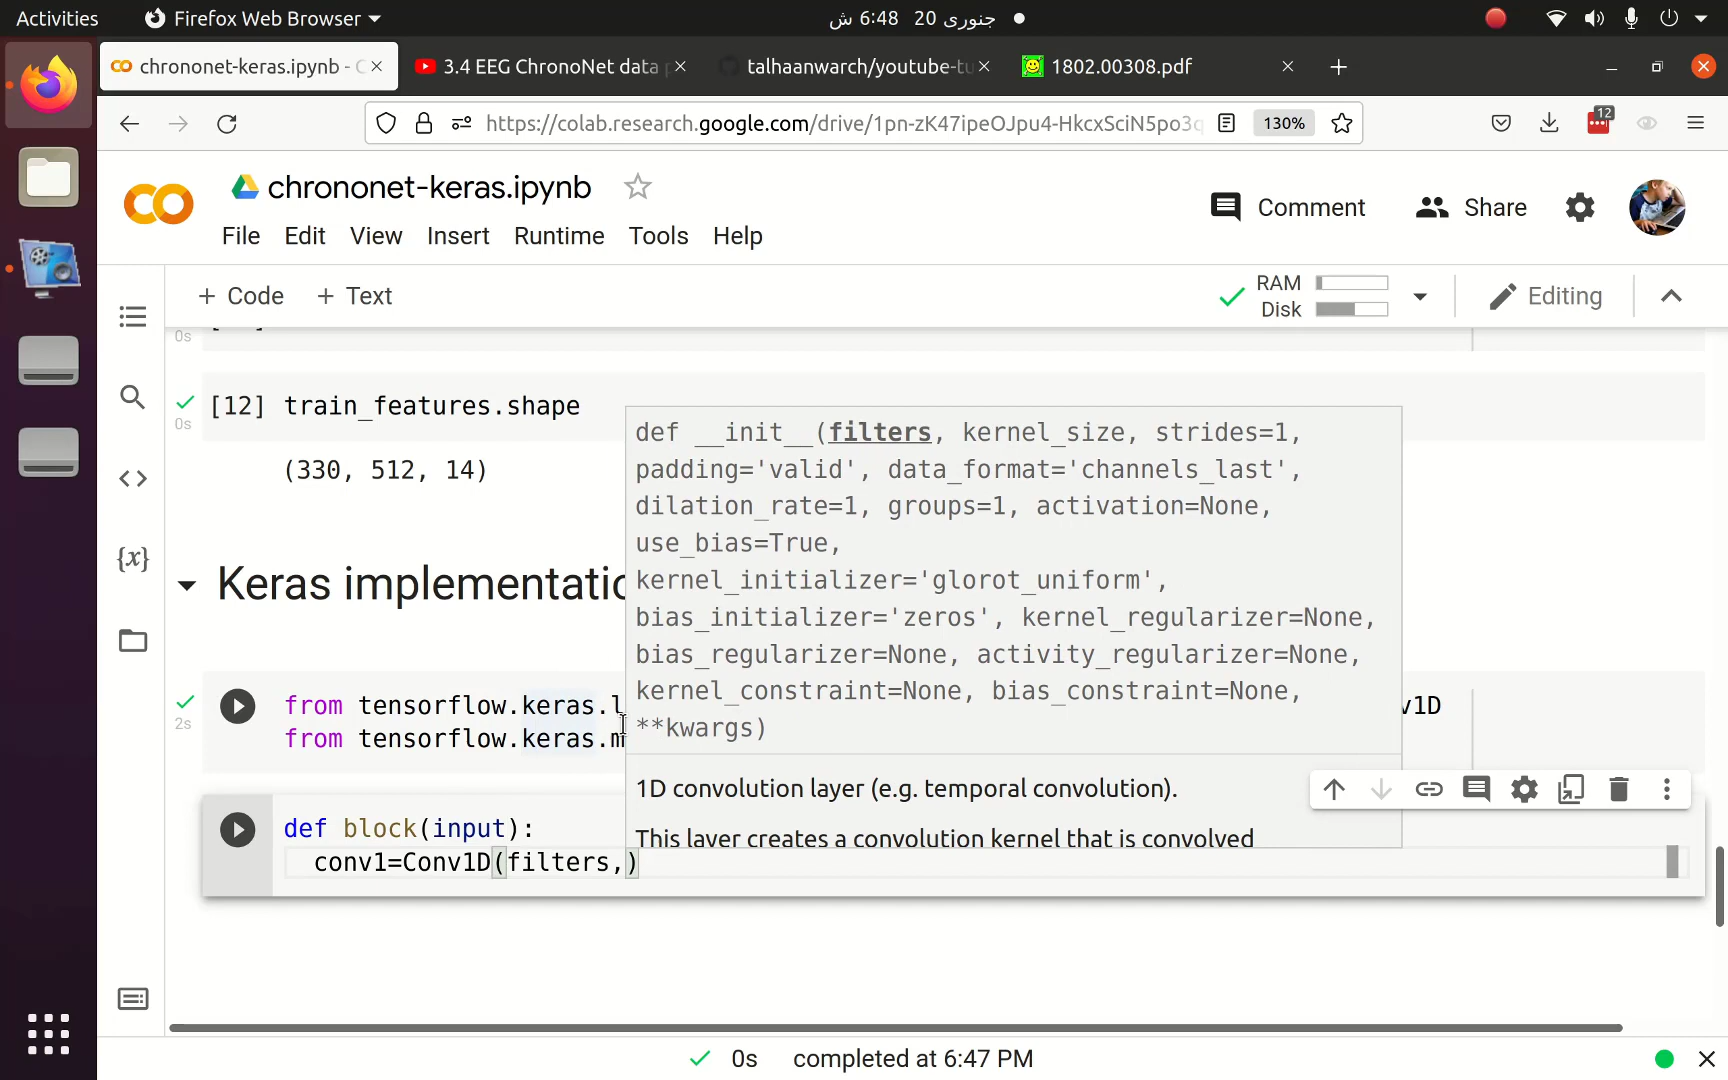 Activities
Firefox Web Browser
جنوری 20 6:48 ش
chrononet-keras.ipynb - C
3.4 EEG ChronoNet data p
talhaanwarch/youtube-tu
1802.00308.pdf
https://colab.research.google.com/drive/1pn-zK47ipeOJpu4-HkcxSciN5po3q
130%
12
chrononet-keras.ipynb
File Edit View Insert Runtime Tools Help
Comment
Share
+ Code + Text
RAM
Disk
Editing
0s
[12] train_features.shape
0s
(330, 512, 14)
def __init__(filters, kernel_size, strides=1,
padding='valid', data_format='channels_last',
dilation_rate=1, groups=1, activation=None,
use_bias=True,
kernel_initializer='glorot_uniform',
bias_initializer='zeros', kernel_regularizer=None,
bias_regularizer=None, activity_regularizer=None,
kernel_constraint=None, bias_constraint=None,
**kwargs)
1D convolution layer (e.g. temporal convolution).
This layer creates a convolution kernel that is convolved
Keras implementatio
from tensorflow.keras.l v1D
2s
from tensorflow.keras.m
def block(input):
conv1=Conv1D(filters,)
{x}
0s completed at 6:47 PM